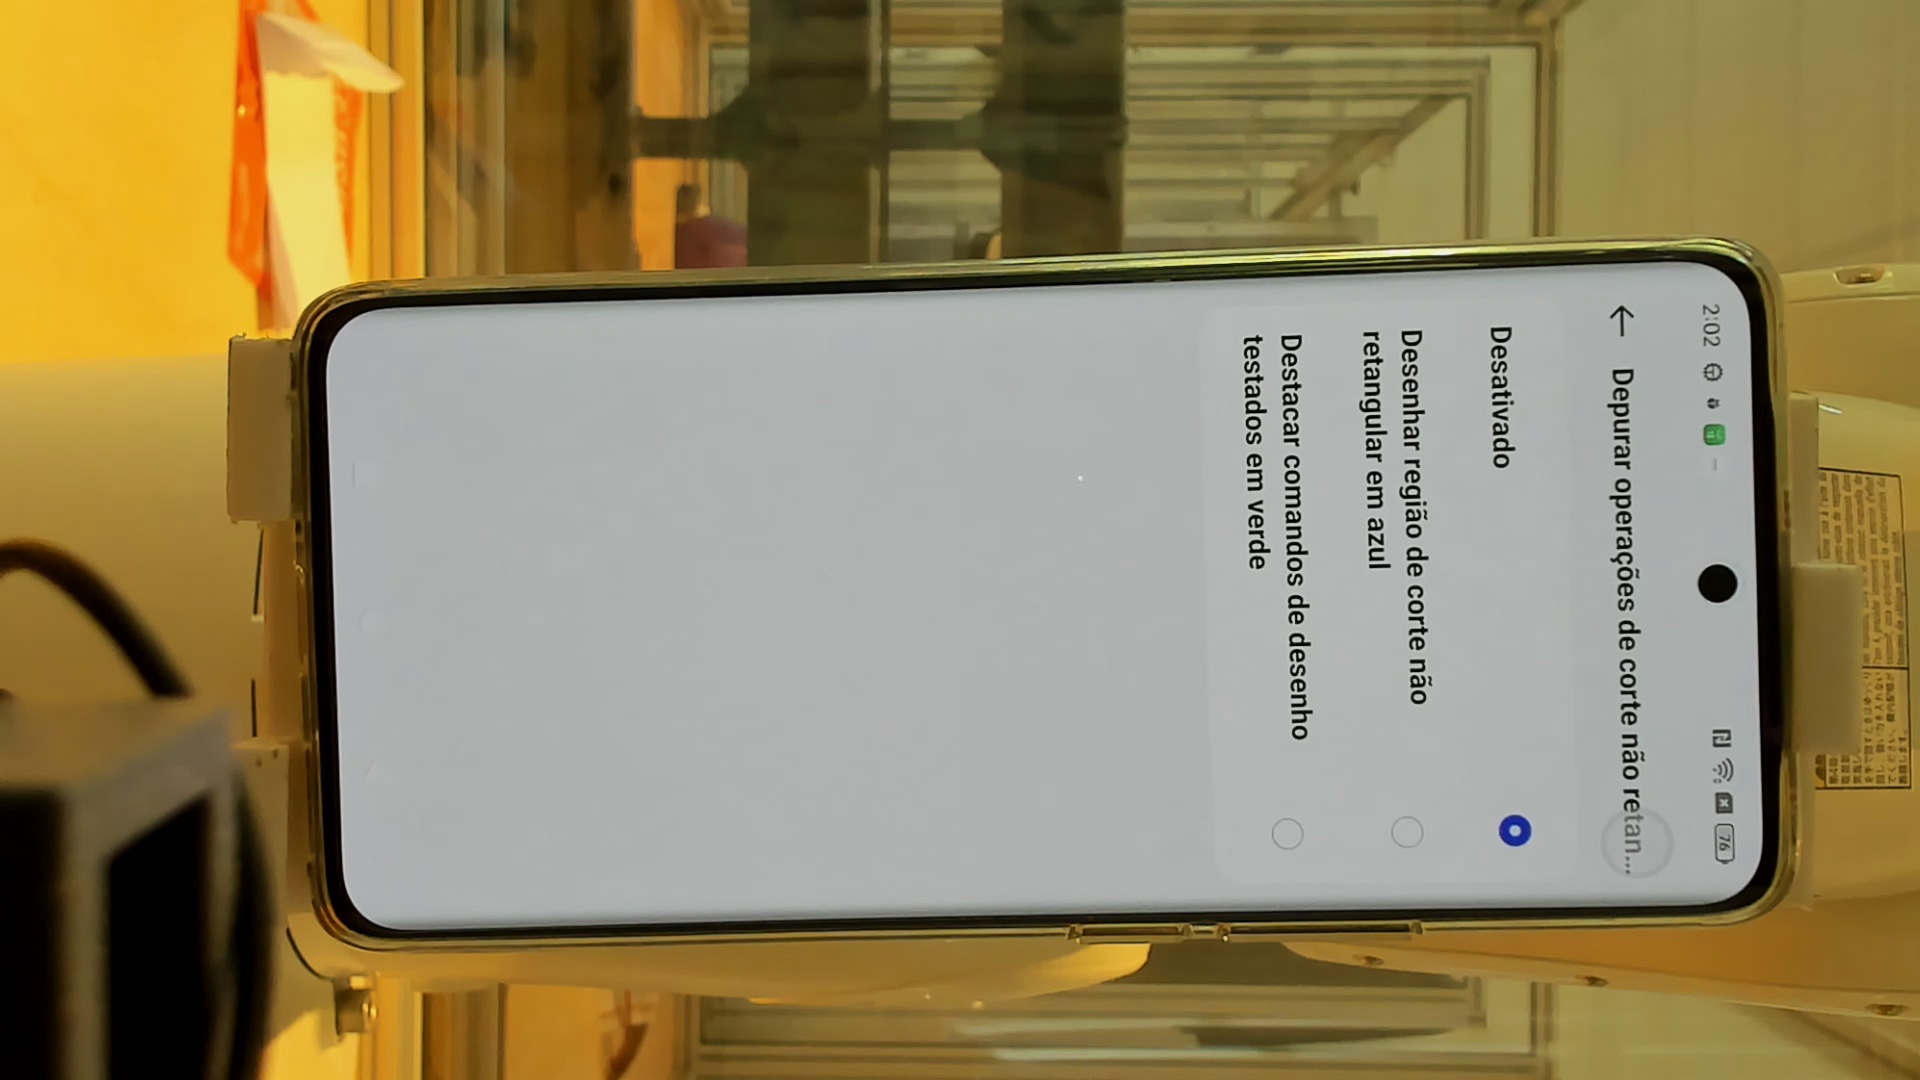 2:02
76
← Depurar operações de corte não retan...
Desativado
Desenhar região de corte não
retangular em azul
Destacar comandos de desenho
testados em verde